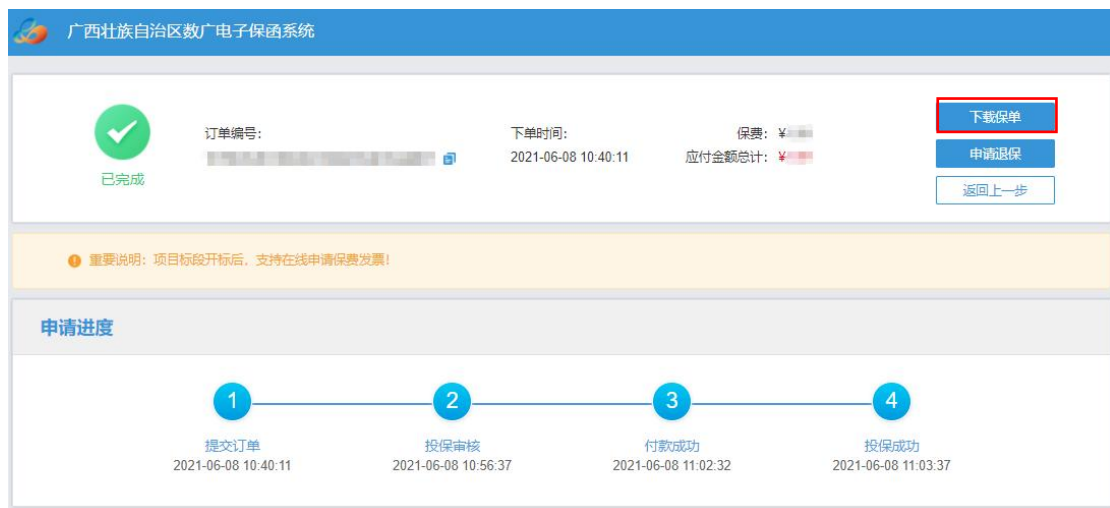 广西壮族自治区数广电子保函系统
下载保单
订单编号：
下单时间：
保费：¥
2021-06-08 10:40:11
应付金额总计：¥
申请退保
已完成
返回上一步
重要说明：项目标段开标后，支持在线申请保费发票！
申请进度
1 2 3 4
提交订单 投保审核 付款成功 投保成功
2021-06-08 10:40:11 2021-06-08 10:56:37 2021-06-08 11:02:32 2021-06-08 11:03:37